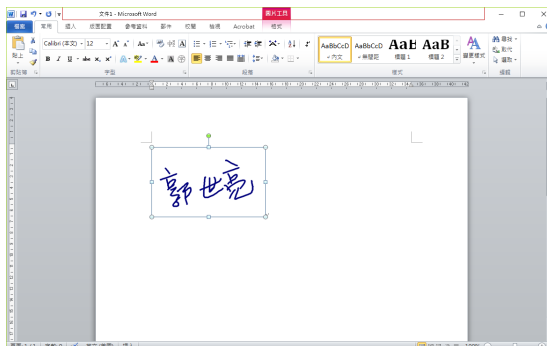 文件1 - Microsoft Word
圖片工具
檔案 常用 插入 版面配置 參考資料 郵件 校閱 檢視 Acrobat 格式
貼上
Calibri (本文) 12
AaBbCcD AaBbCcD AaBb AaB
內文 無間距 標題 1 標題 2 變更樣式
尋找
取代
選取
剪貼簿 字型 段落 樣式 編輯
郭世亮